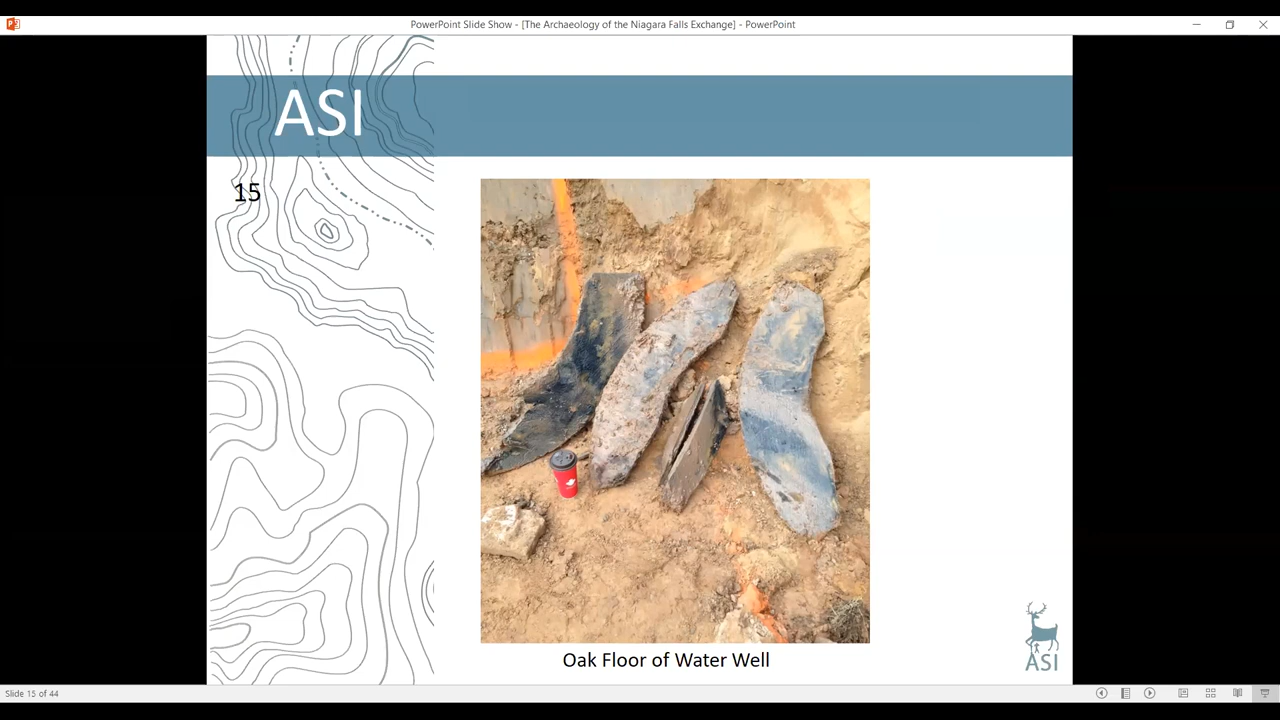 PowerPoint Slide Show - [The Archaeology of the Niagara Falls Exchange] - PowerPoint
ASI
15
Oak Floor of Water Well
ASI
Slide 15 of 44